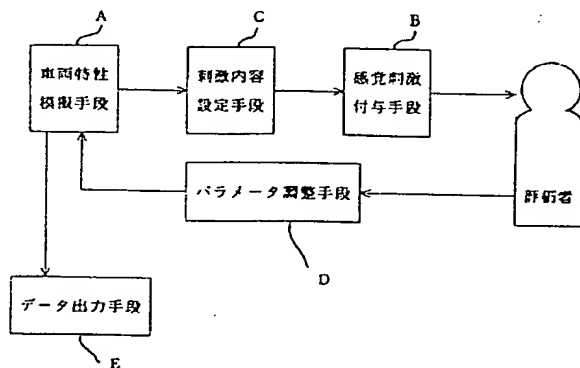 A
C
B
車両特性
模擬手段
刺激内容
設定手段
感覚刺激
付与手段
パラメータ調整手段
評価者
D
データ出力手段
E